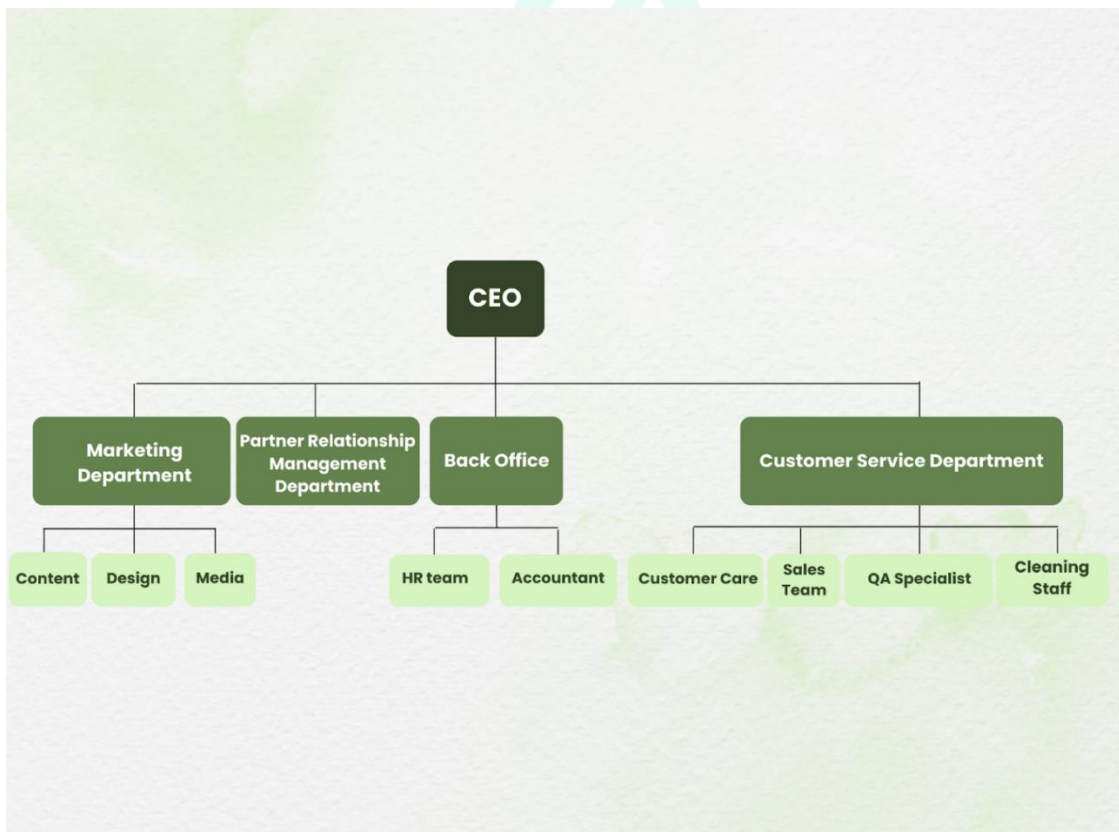 CEO
Marketing
Department
Partner Relationship
Management
Department
Back Office
Customer Service Department
Content
Design
Media
HR team
Accountant
Customer Care
Sales
Team
QA Specialist
Cleaning
Staff